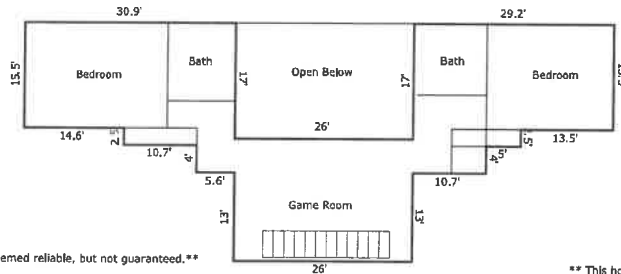 30.9'
29.2'
15.5'
Bedroom
Bath
17'
Open Below
17'
Bath
Bedroom
14.6'
2.5'
10.7'
4'
5.6'
26'
5'
4'
10.7'
13.5'
13'
Game Room
13'
26'
emed reliable, but not guaranteed.**
** This ho